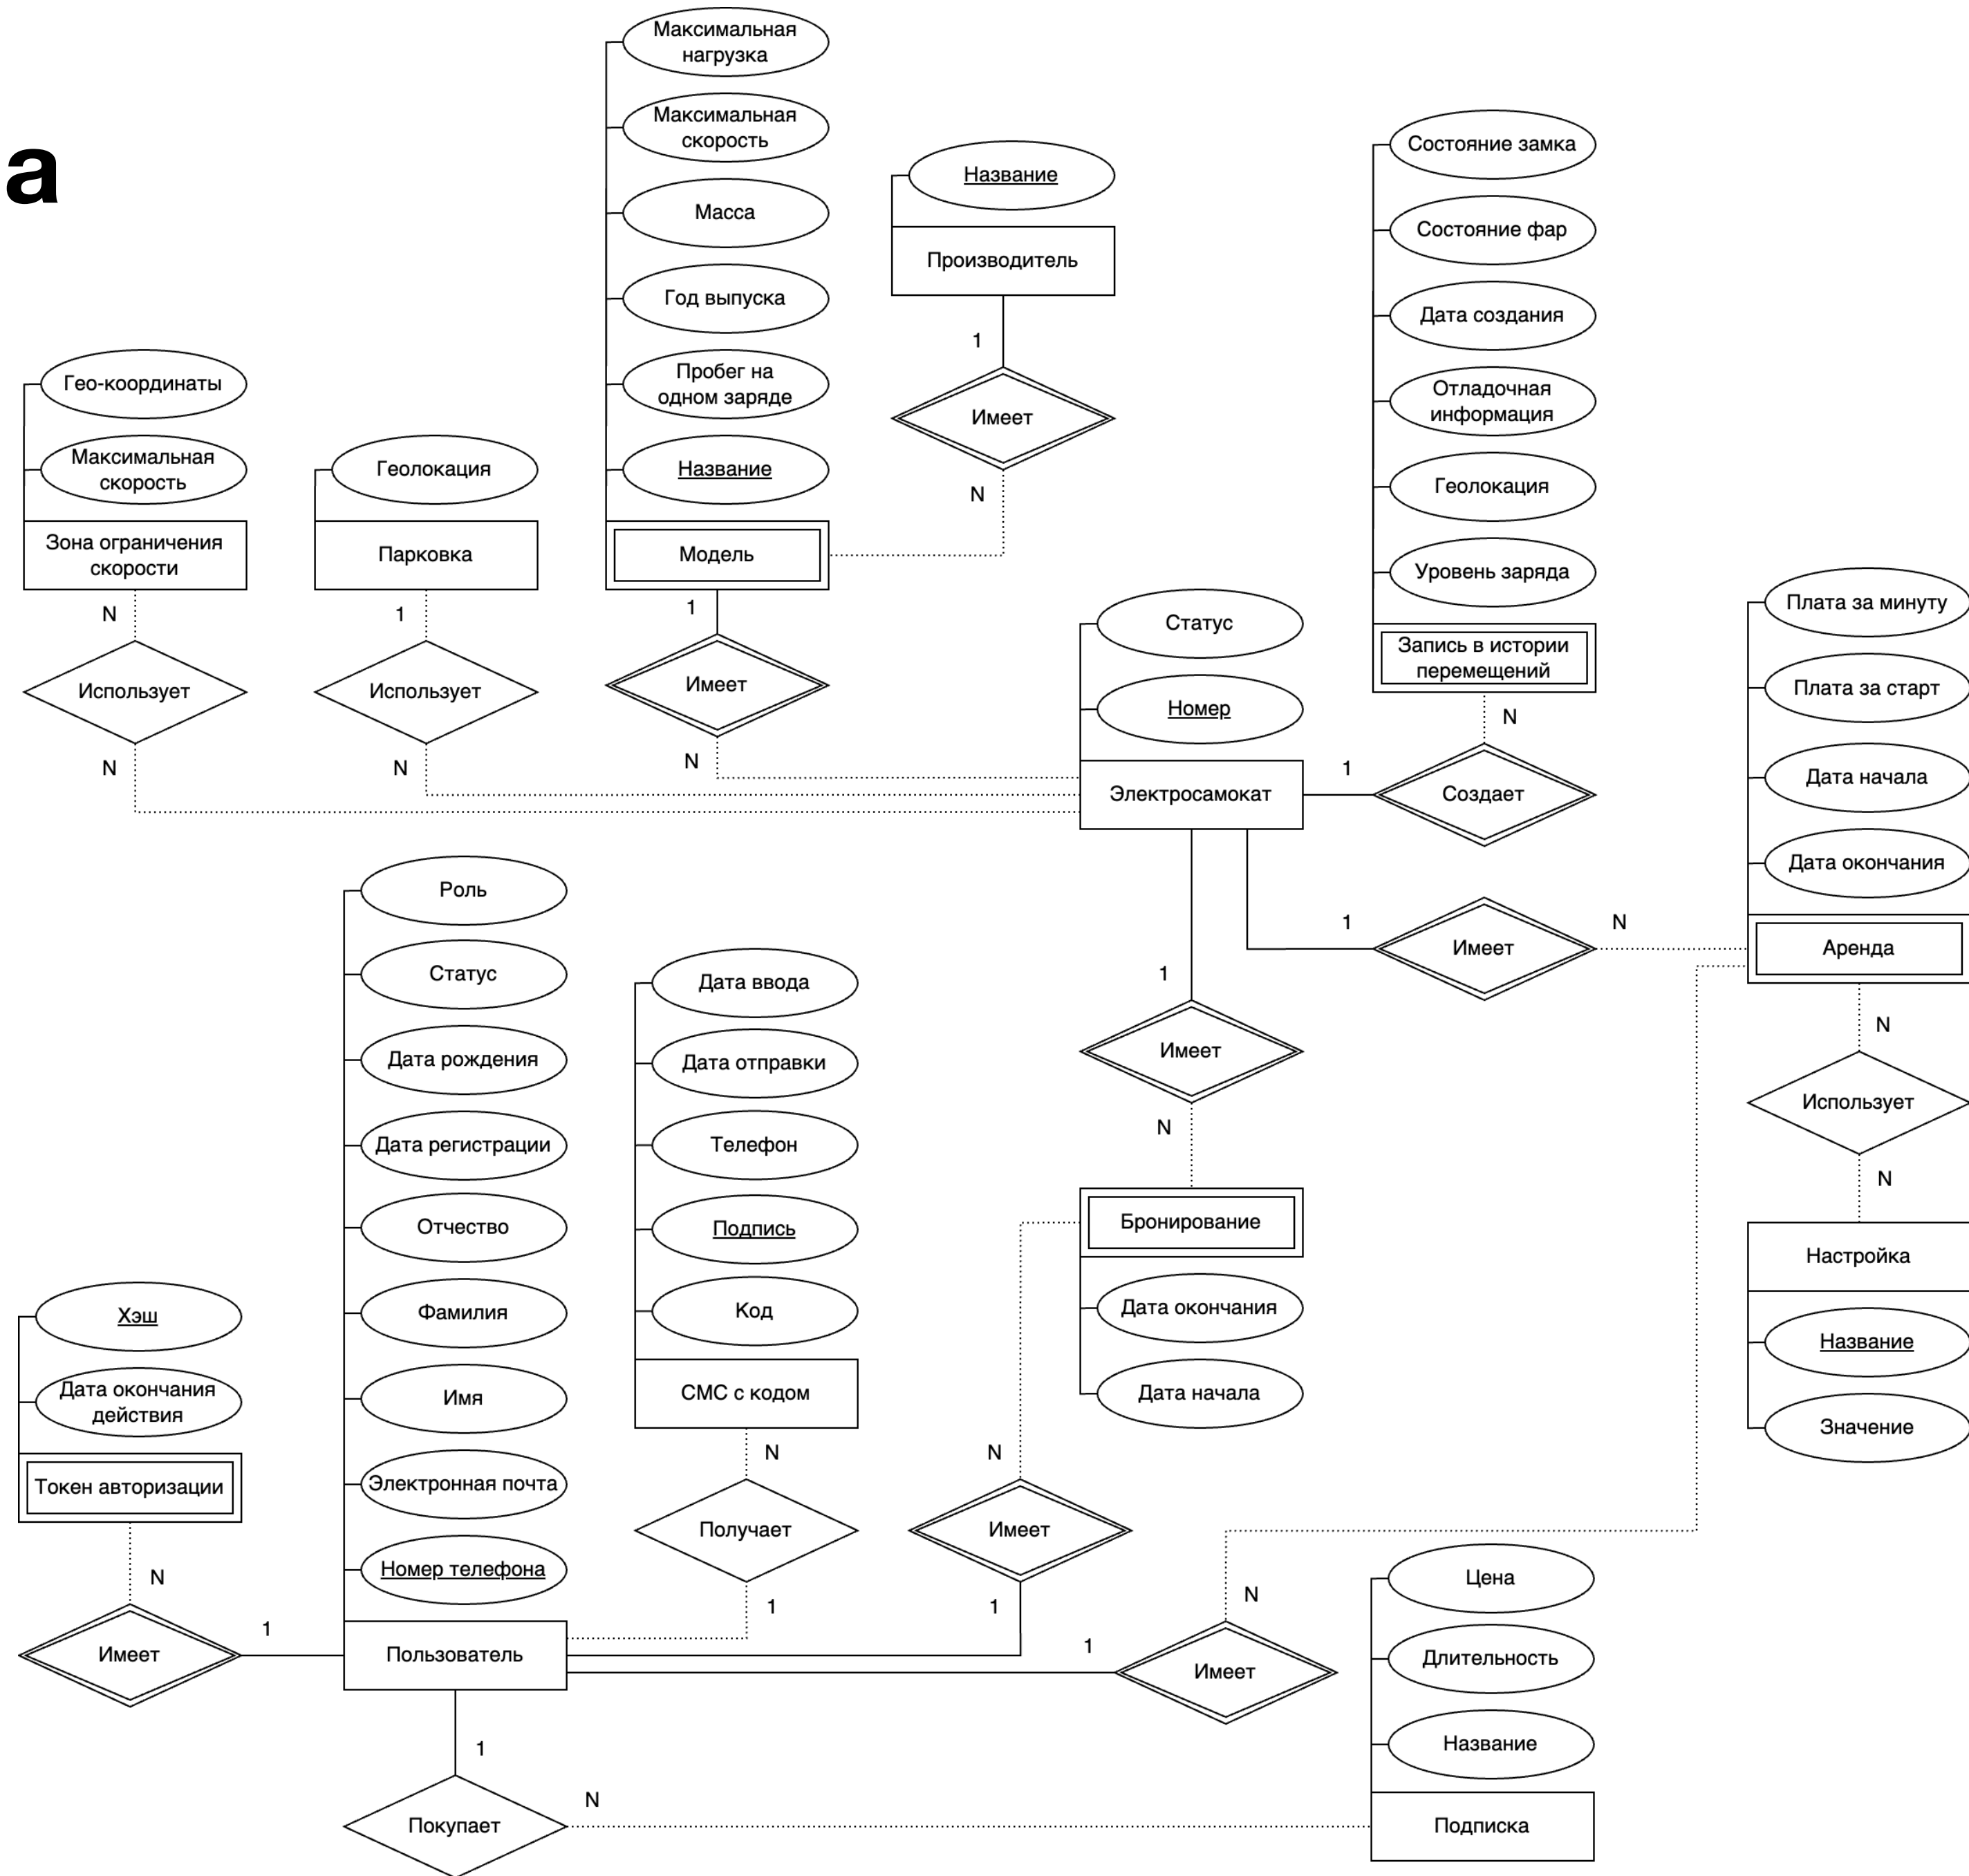 Максимальная
нагрузка
Максимальная
скорость
Масса
Год выпуска
Пробег на
одном заряде
Название
Модель
1
Имеет
N
а
Название
Производитель
1
Имеет
N
Состояние замка
Состояние фар
Дата создания
Отладочная
информация
Геолокация
Уровень заряда
Запись в истории
перемещений
N
Создает
1
Гео-координаты
Максимальная
скорость
Зона ограничения
скорости
N
Использует
N
Геолокация
Парковка
1
Использует
N
Статус
Номер
Электросамокат
Плата за минуту
Плата за старт
Дата начала
Дата окончания
Аренда
1
Имеет
N
N
Использует
N
Настройка
Название
Значение
1
Имеет
N
Бронирование
Дата окончания
Дата начала
N
Имеет
1
Роль
Статус
Дата рождения
Дата регистрации
Отчество
Фамилия
Имя
Электронная почта
Номер телефона
Пользователь
Дата ввода
Дата отправки
Телефон
Подпись
Код
СМС с кодом
N
Получает
1
Хэш
Дата окончания
действия
Токен авторизации
N
Имеет
1
N
1
Имеет
Цена
Длительность
Название
Подписка
1
Покупает
N